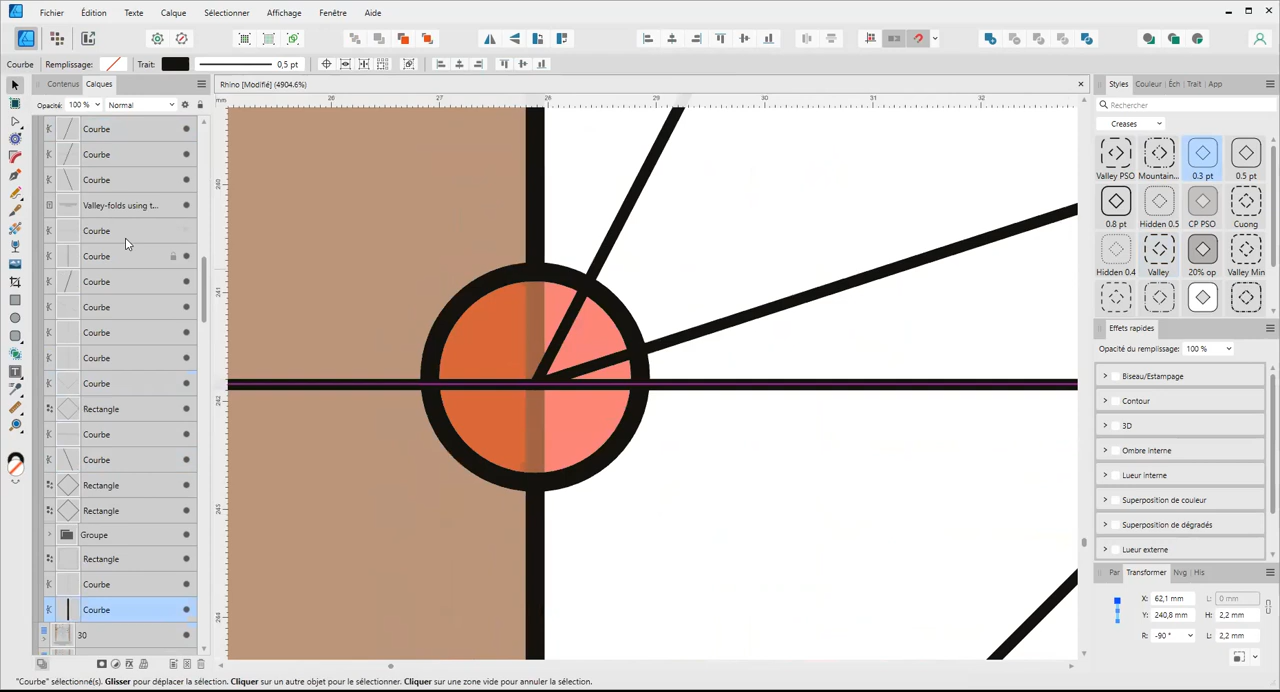 Fichier Édition Texte Calque Sélectionner Affichage Fenêtre Aide
Courbe Remplissage: Trait: 0,5 pt
Contenus Calques
Opacité: 100 % Normal
Courbe
Courbe
Courbe
Valley-folds using t...
Courbe
Courbe
Courbe
Courbe
Courbe
Courbe
Courbe
Rectangle
Courbe
Courbe
Rectangle
Rectangle
Groupe
Rectangle
Courbe
Courbe
30
Rhino [Modifié] (4904.6%)
mm
26 27 28 29 30 31 32
240
241
242
243
244
Styles Couleur Éch Trait App
Rechercher
Creases
Valley PSO Mountain... 0.3 pt 0.5 pt
0.8 pt Hidden 0.5 CP PSO Cuong
Hidden 0.4 Valley 20% op Valley Min
Effets rapides
Opacité du remplissage: 100 %
Biseau/Estampage
Contour
3D
Ombre interne
Lueur interne
Superposition de couleur
Superposition de dégradés
Lueur externe
Par Transformer Nvg His
X: 62,1 mm L: 0 mm
Y: 240,8 mm H: 2,2 mm
R: -90 ° L: 2,2 mm
"Courbe" sélectionné(s). Glisser pour déplacer la sélection. Cliquer sur un autre objet pour le sélectionner. Cliquer sur une zone vide pour annuler la sélection.